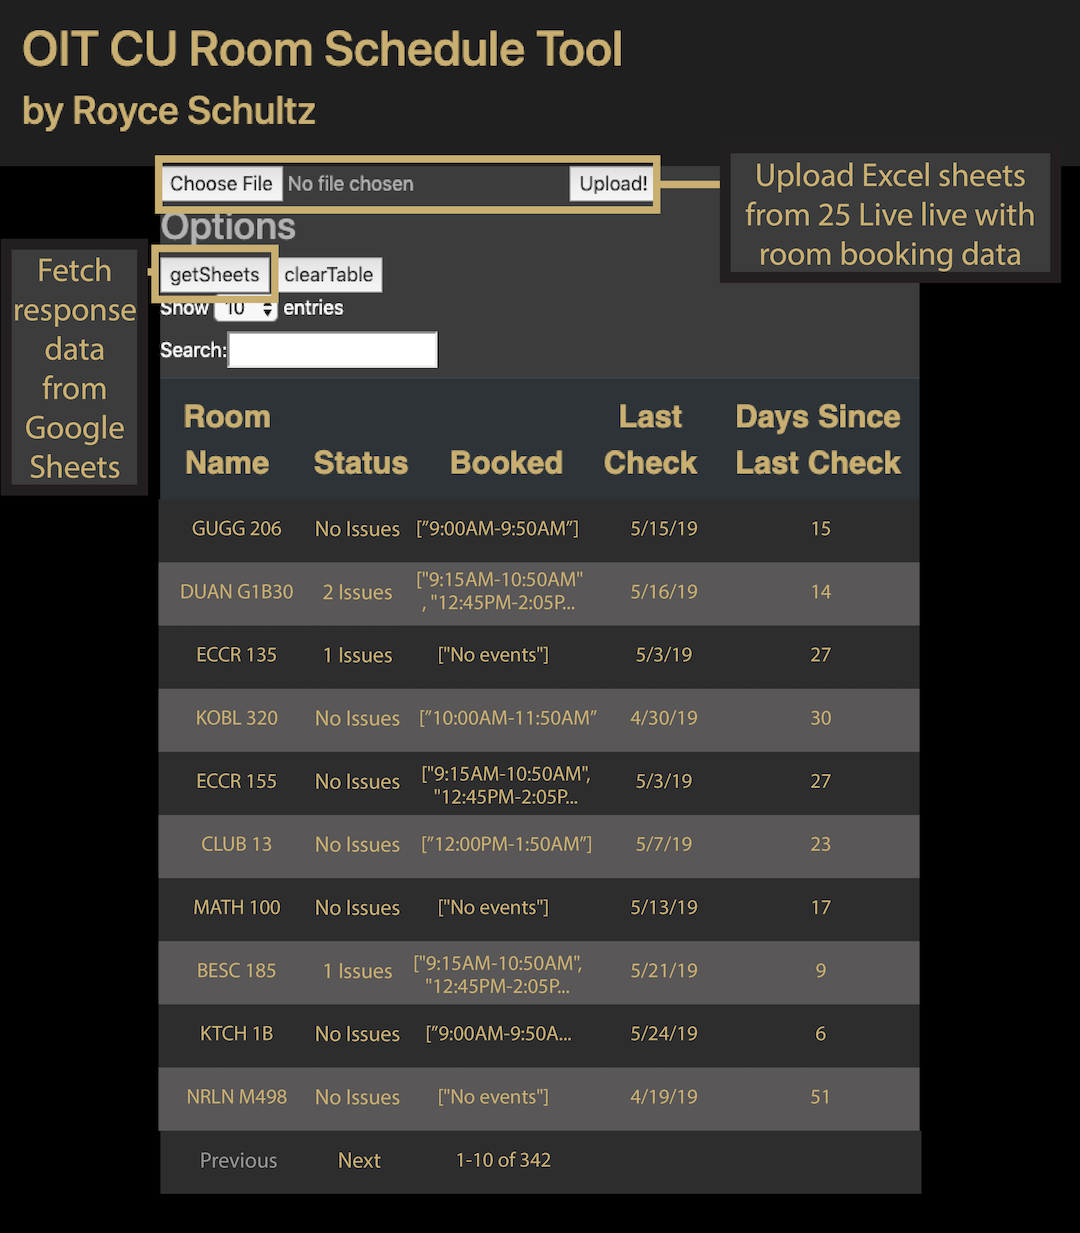 OIT CU Room Schedule Tool
by Royce Schultz
Choose File No file chosen Upload!
Upload Excel sheets
from 25 Live live with
room booking data
Options
getSheets clearTable
Fetch
response
data
from
Google
Sheets
Show 10 entries
Search:
Room Name Status Booked Last Check Days Since Last Check
GUGG 206 No Issues ["9:00AM-9:50AM"] 5/15/19 15
DUAN G1B30 2 Issues ["9:15AM-10:50AM"
, "12:45PM-2:05P... 5/16/19 14
ECCR 135 1 Issues ["No events"] 5/3/19 27
KOBL 320 No Issues ["10:00AM-11:50AM" 4/30/19 30
ECCR 155 No Issues ["9:15AM-10:50AM",
"12:45PM-2:05P... 5/3/19 27
CLUB 13 No Issues ["12:00PM-1:50AM"] 5/7/19 23
MATH 100 No Issues ["No events"] 5/13/19 17
BESC 185 1 Issues ["9:15AM-10:50AM",
"12:45PM-2:05P... 5/21/19 9
KTCH 1B No Issues ["9:00AM-9:50A... 5/24/19 6
NRLN M498 No Issues ["No events"] 4/19/19 51
Previous Next 1-10 of 342